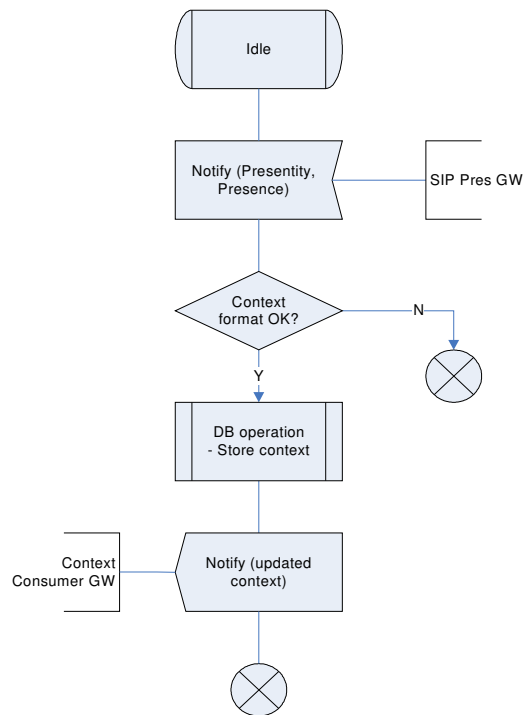 Idle
Notify (Presentity,
Presence)
SIP Pres GW
Context
format OK?
N
Y
DB operation
- Store context
Context
Consumer GW
Notify (updated
context)